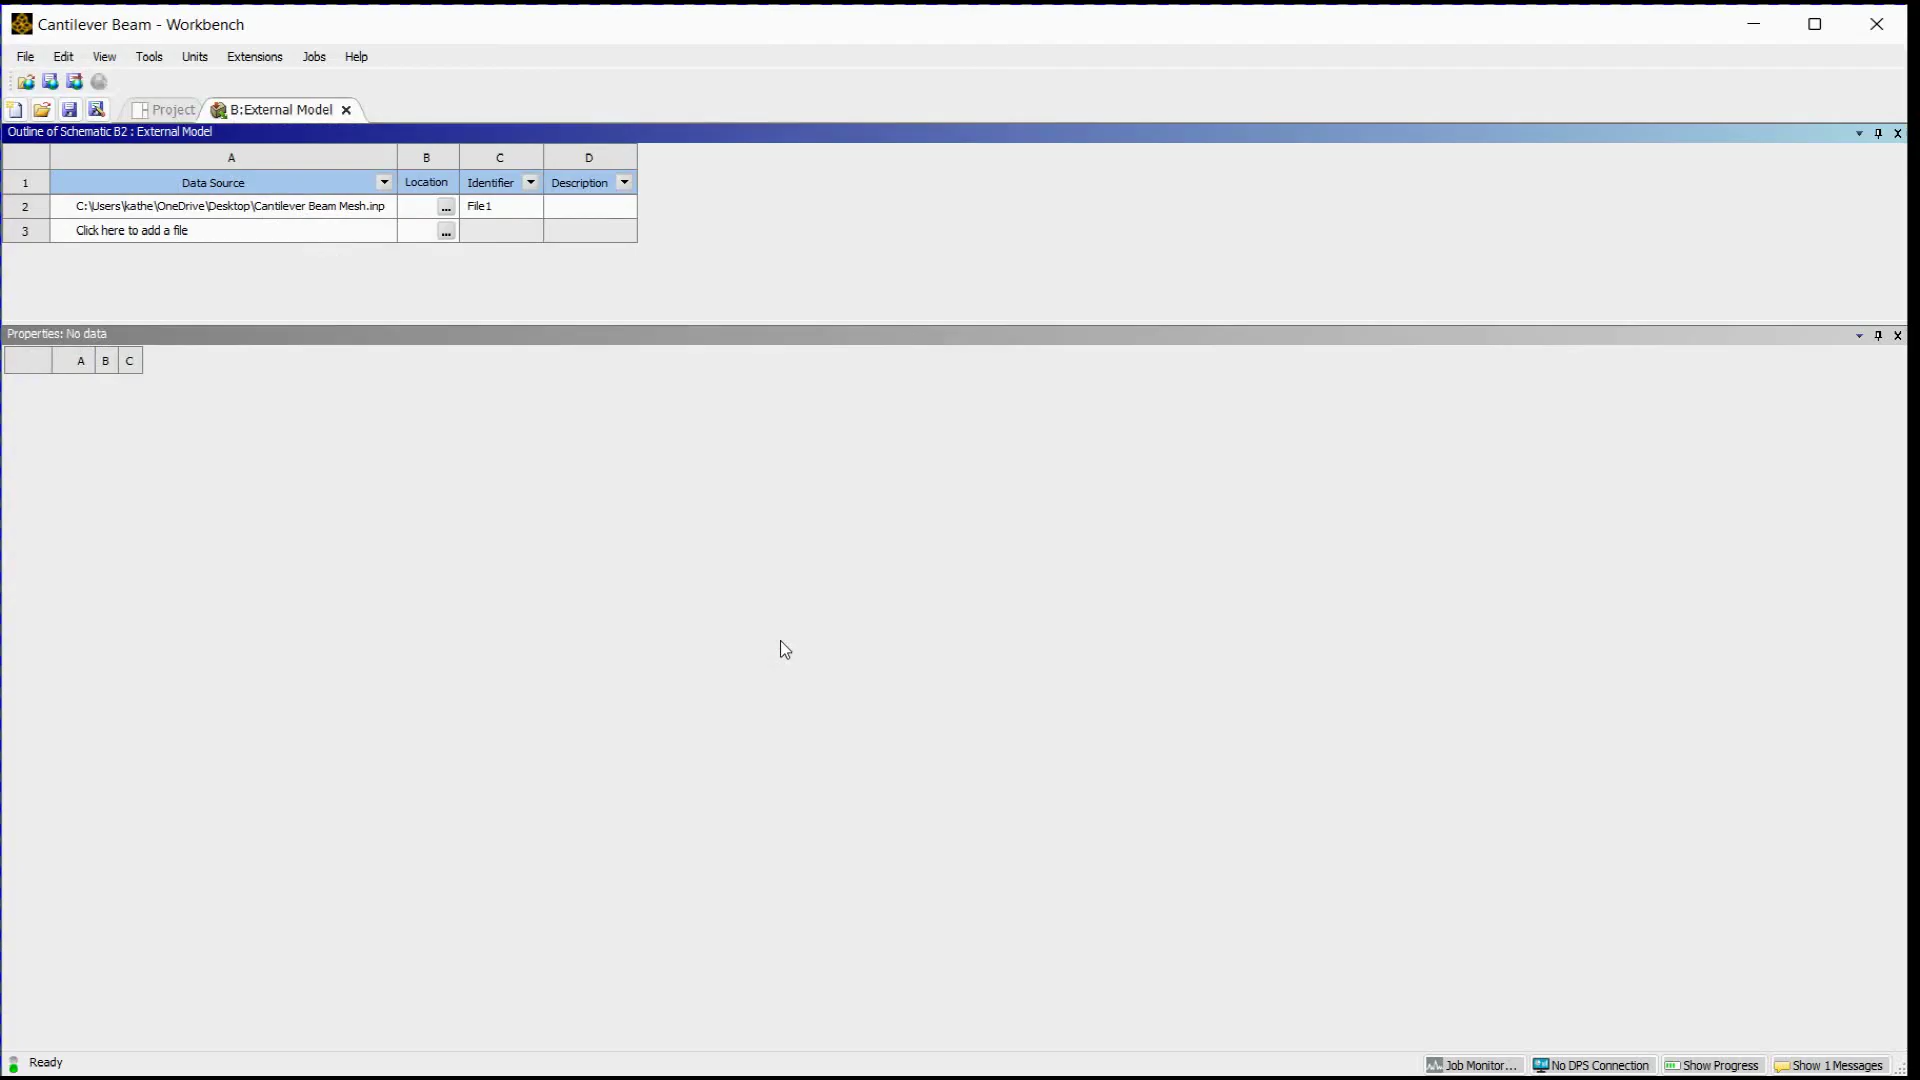 Cantilever Beam - Workbench
File Edit View Tools Units Extensions Jobs Help
Project B:External Model
Outline of Schematic B2 : External Model
A B C D
1 Data Source Location Identifier Description
2 C:\Users\kathe\OneDrive\Desktop\Cantilever Beam Mesh.inp ... File1
3 Click here to add a file ...
Properties: No data
A B C
Ready Job Monitor... No DPS Connection Show Progress Show 1 Messages